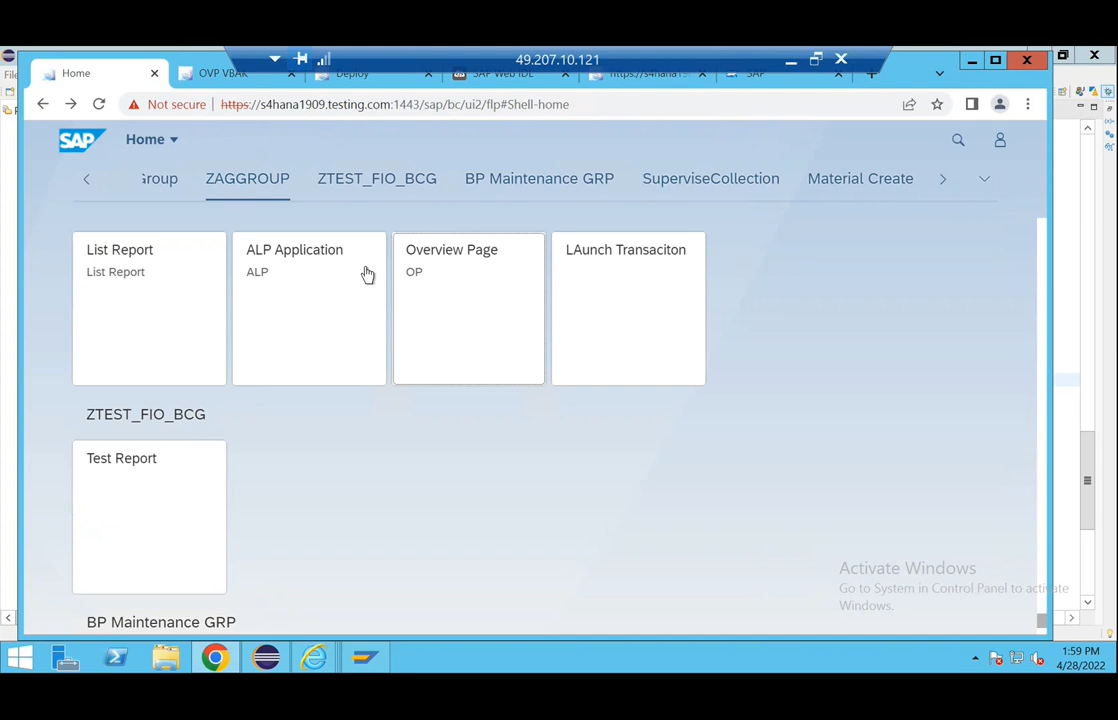 49.207.10.121
Home
OVP VBAK
Deploy
SAP Web IDE
SAP
File
Not secure
https://s4hana1909.testing.com:1443/sap/bc/ui2/flp#Shell-home
SAP
Home
Group
ZAGGROUP
ZTEST_FIO_BCG
BP Maintenance GRP
SuperviseCollection
Material Create
List Report
List Report
ALP Application
ALP
Overview Page
OP
LAunch Transaciton
ZTEST_FIO_BCG
Test Report
BP Maintenance GRP
Activate Windows
Go to System in Control Panel to activate
Windows.
1:59 PM
4/28/2022